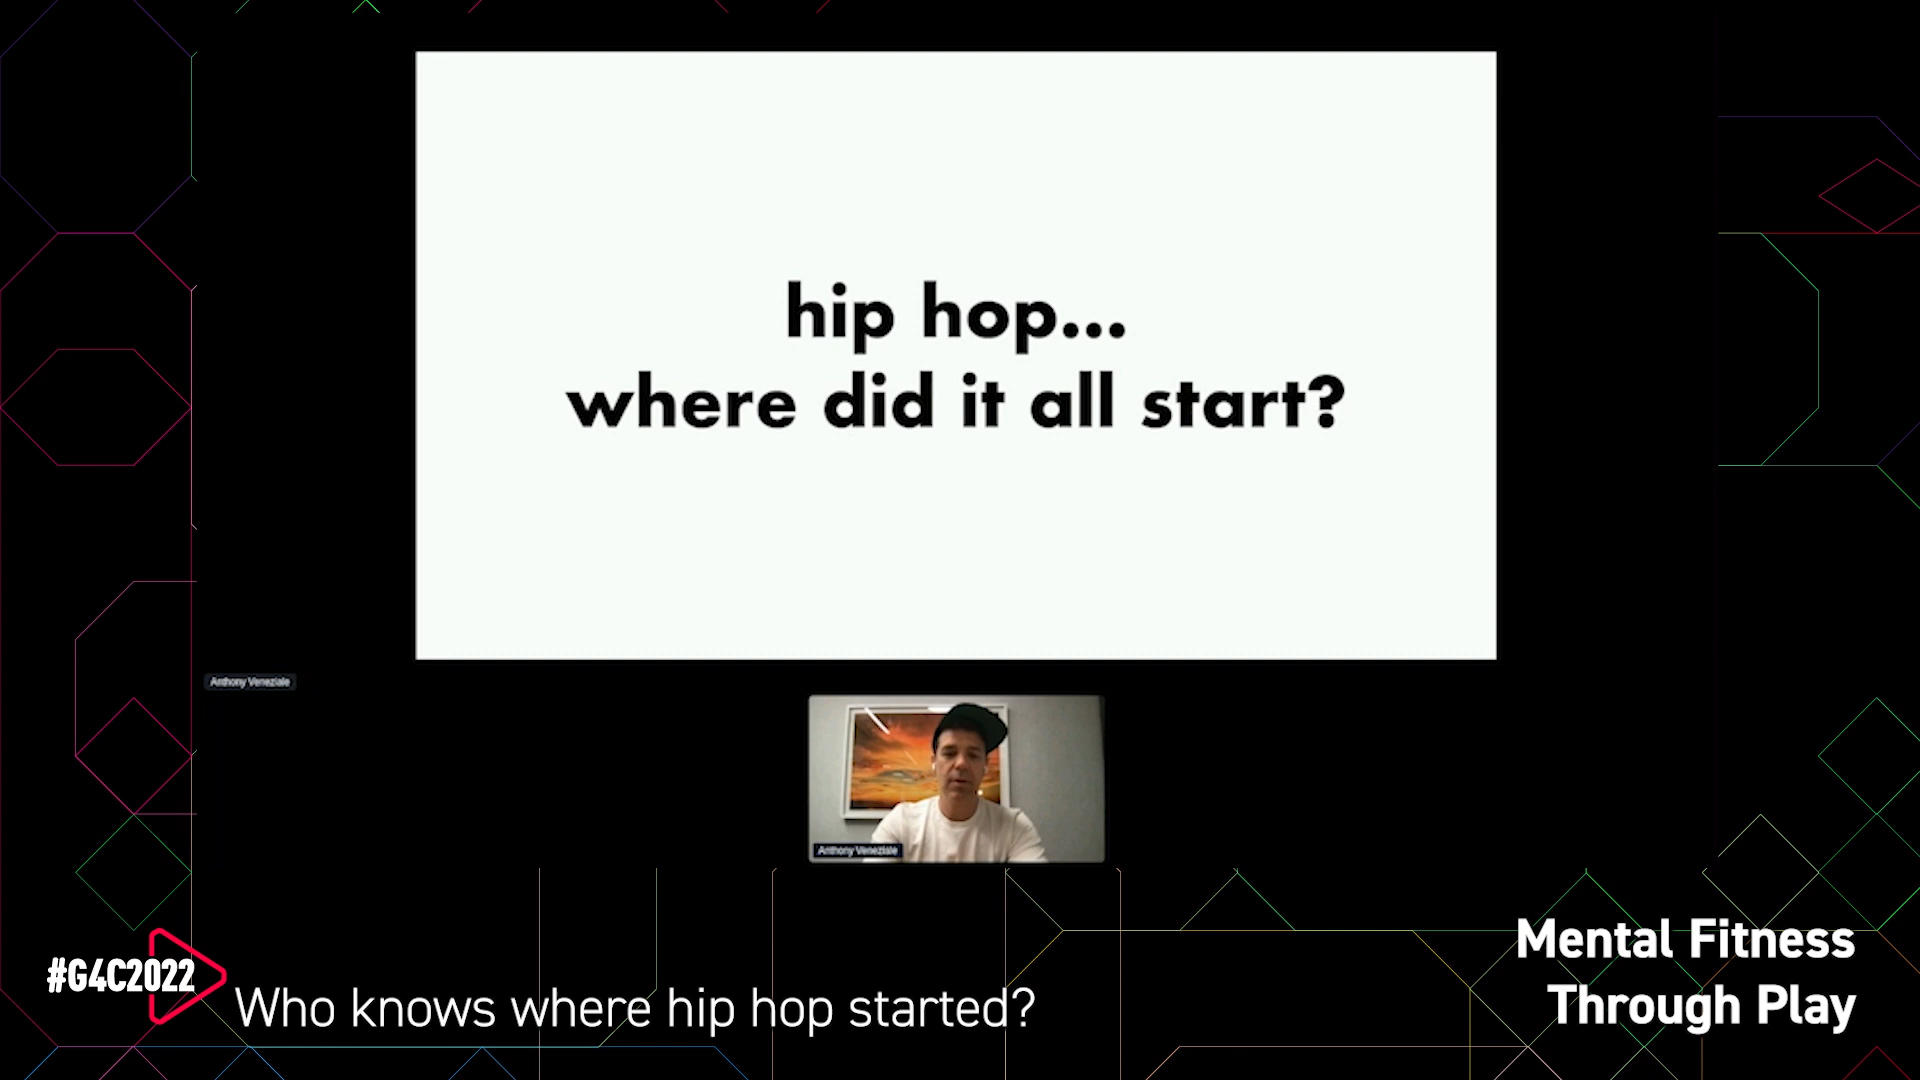 hip hop...
where did it all start?
Anthony Veneziale
Anthony Veneziale
#G4C2022
Who knows where hip hop started?
Mental Fitness
Through Play